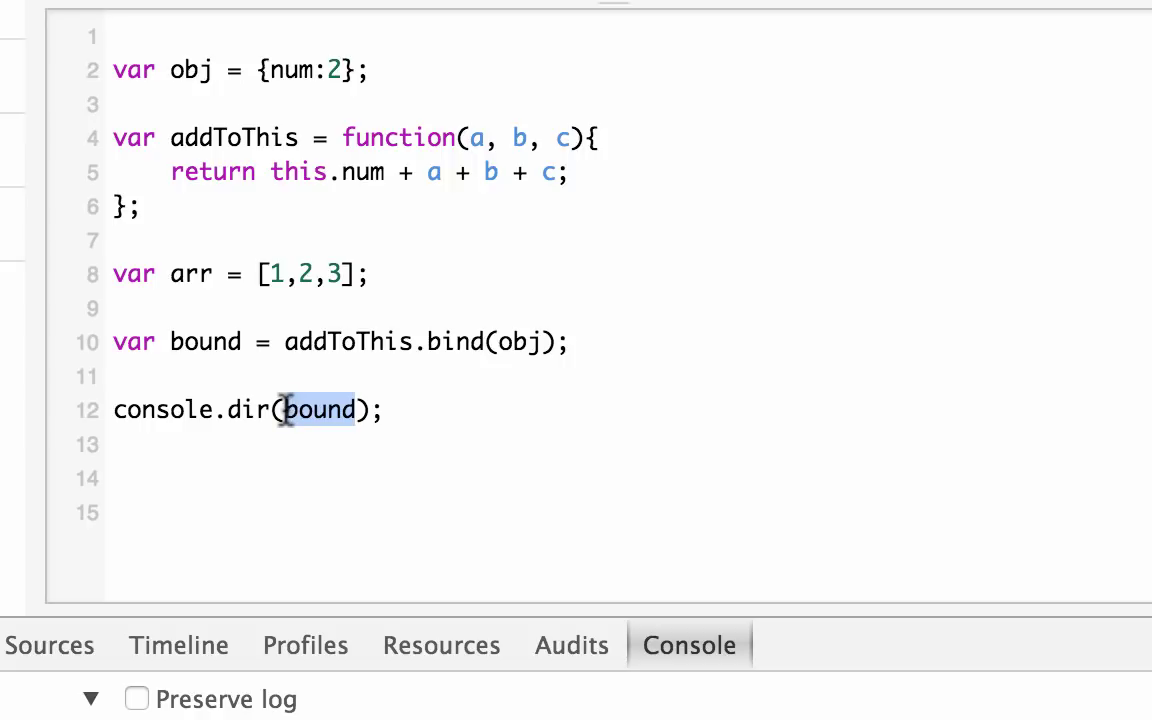 1
2 var obj = {num:2};
3
4 var addToThis = function(a, b, c){
5     return this.num + a + b + c;
6 };
7
8 var arr = [1,2,3];
9
10 var bound = addToThis.bind(obj);
11
12 console.dir(bound);
13
14
15
Sources Timeline Profiles Resources Audits Console
▼ Preserve log